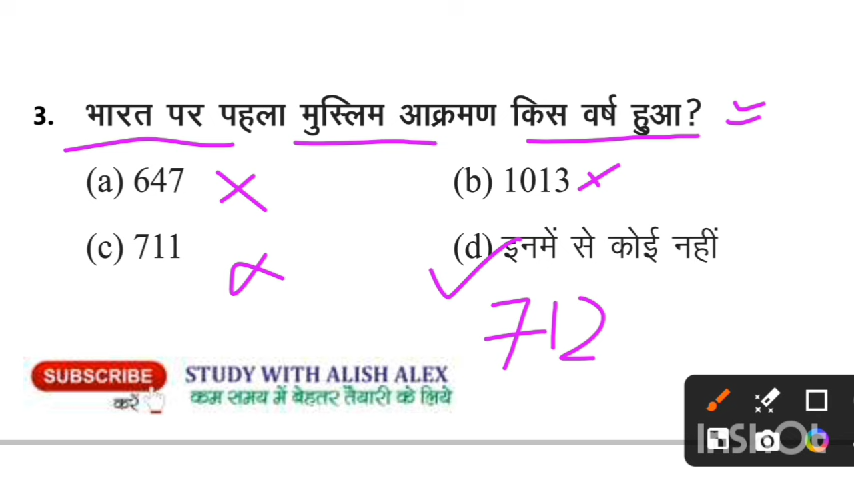 3. भारत पर पहला मुस्लिम आक्रमण किस वर्ष हुआ?
(a) 647 (b) 1013
(c) 711 (d) इनमें से कोई नहीं
712
SUBSCRIBE करें
STUDY WITH ALISH ALEX
कम समय में बेहतर तैयारी के लिये
InShOt